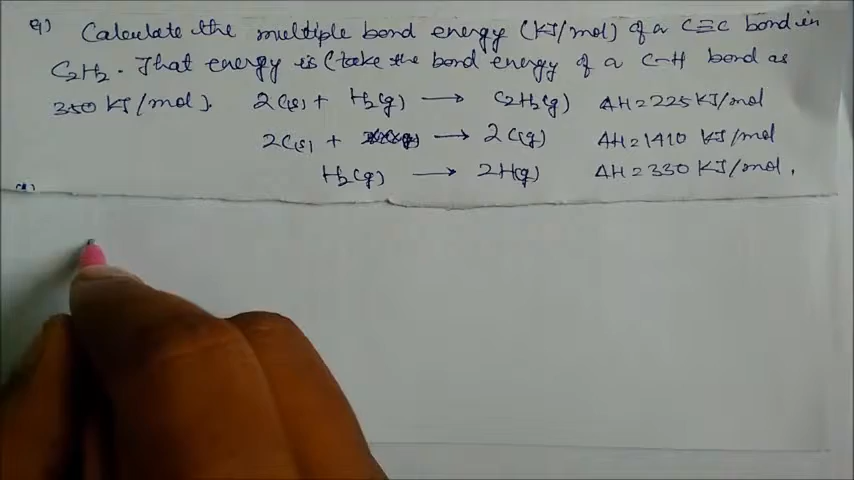 Q) Calculate the multiple bond energy (KJ/mol) of a C≡C bond in
C2H2. That energy is (take the bond energy of a C-H bond as
350 KJ/mol). 2C(s) + H2(g) → C2H2(g) ΔH=225KJ/mol
2C(s) + → 2C(g) ΔH=1410 KJ/mol
H2(g) → 2H(g) ΔH=330 KJ/mol.